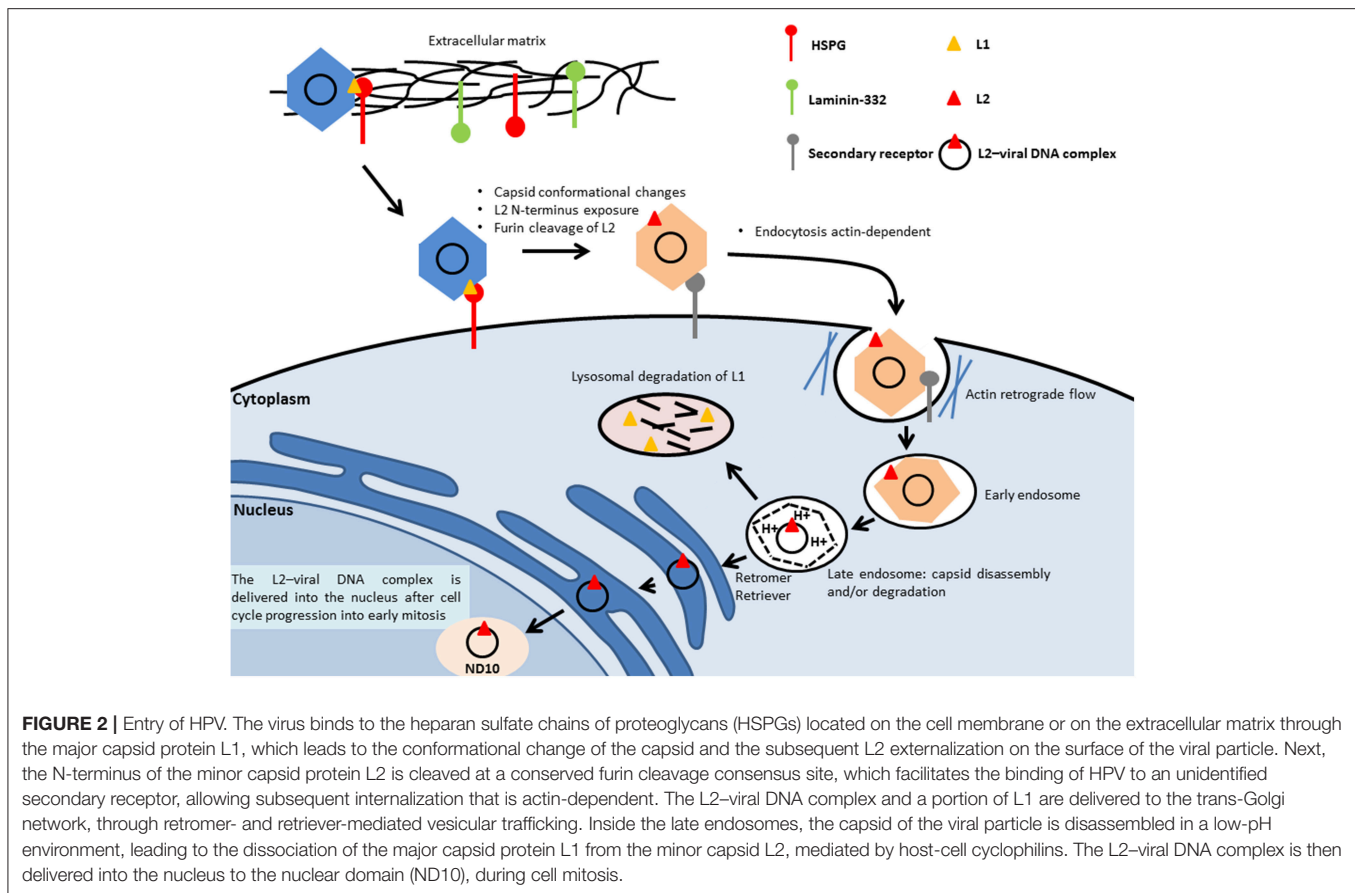 Extracellular matrix
HSPG
L1
Laminin-332
L2
Secondary receptor
L2–viral DNA complex
• Capsid conformational changes
• L2 N-terminus exposure
• Furin cleavage of L2
• Endocytosis actin-dependent
Lysosomal degradation of L1
Actin retrograde flow
Cytoplasm
Early endosome
Nucleus
H+
H+
H+
Late endosome: capsid disassembly
and/or degradation
Retromer
Retriever
The L2–viral DNA complex is
delivered into the nucleus after cell
cycle progression into early mitosis
ND10
FIGURE 2 | Entry of HPV. The virus binds to the heparan sulfate chains of proteoglycans (HSPGs) located on the cell membrane or on the extracellular matrix through
the major capsid protein L1, which leads to the conformational change of the capsid and the subsequent L2 externalization on the surface of the viral particle. Next,
the N-terminus of the minor capsid protein L2 is cleaved at a conserved furin cleavage consensus site, which facilitates the binding of HPV to an unidentified
secondary receptor, allowing subsequent internalization that is actin-dependent. The L2–viral DNA complex and a portion of L1 are delivered to the trans-Golgi
network, through retromer- and retriever-mediated vesicular trafficking. Inside the late endosomes, the capsid of the viral particle is disassembled in a low-pH
environment, leading to the dissociation of the major capsid protein L1 from the minor capsid L2, mediated by host-cell cyclophilins. The L2–viral DNA complex is then
delivered into the nucleus to the nuclear domain (ND10), during cell mitosis.